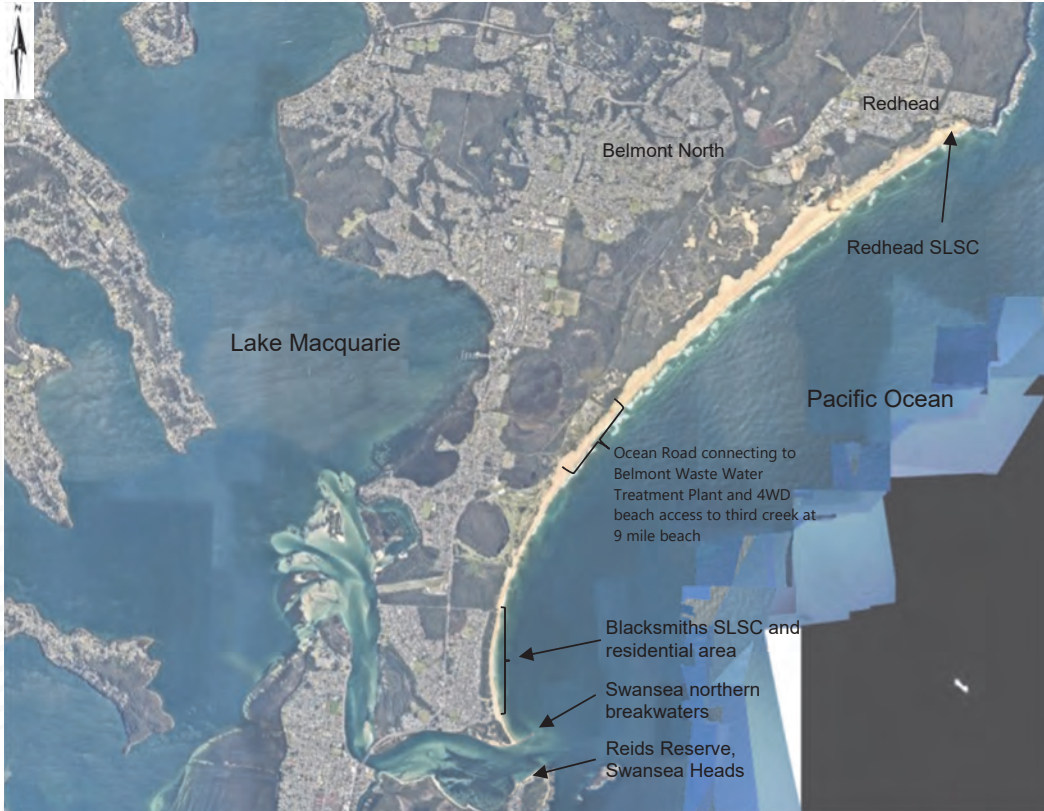 N
Redhead
Belmont North
Redhead SLSC
Lake Macquarie
Pacific Ocean
Ocean Road connecting to
Belmont Waste Water
Treatment Plant and 4WD
beach access to third creek at
9 mile beach
Blacksmiths SLSC and
residential area
Swansea northern
breakwaters
Reids Reserve,
Swansea Heads